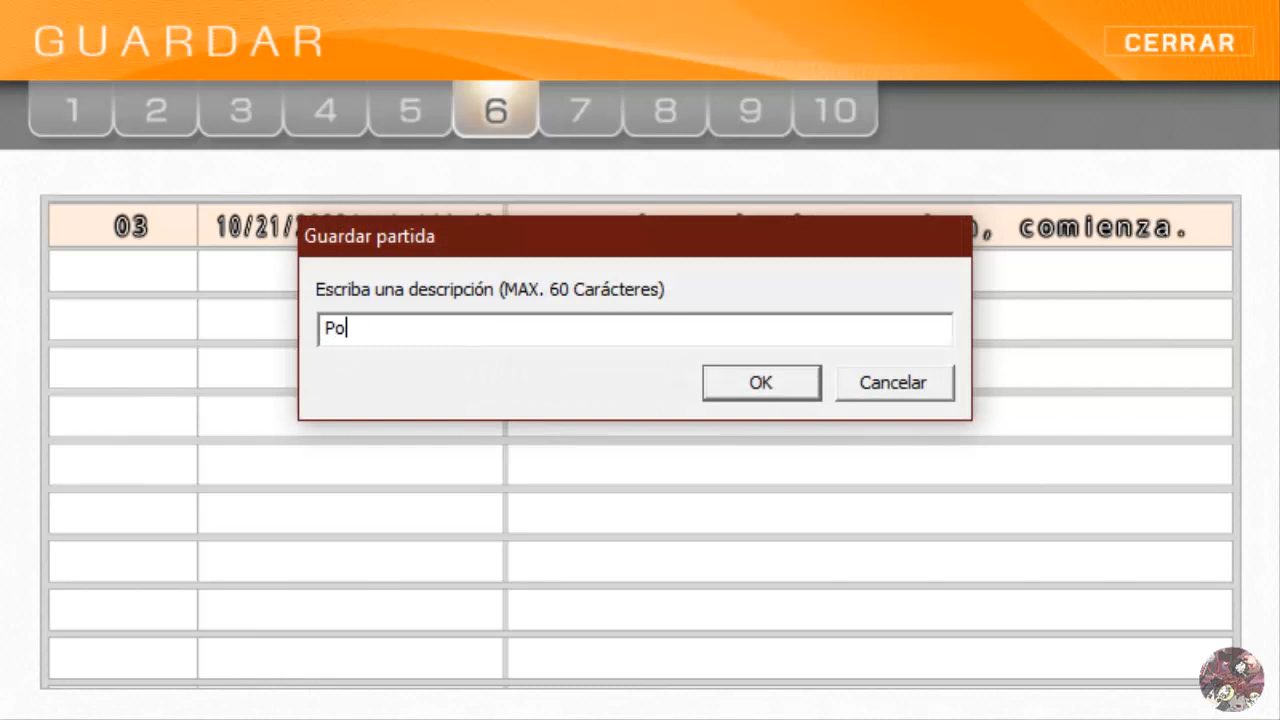 GUARDAR
CERRAR
1 2 3 4 5 6 7 8 9 10
03 10/21/ , comienza.
Guardar partida
Escriba una descripción (MAX. 60 Carácteres)
Po
OK Cancelar